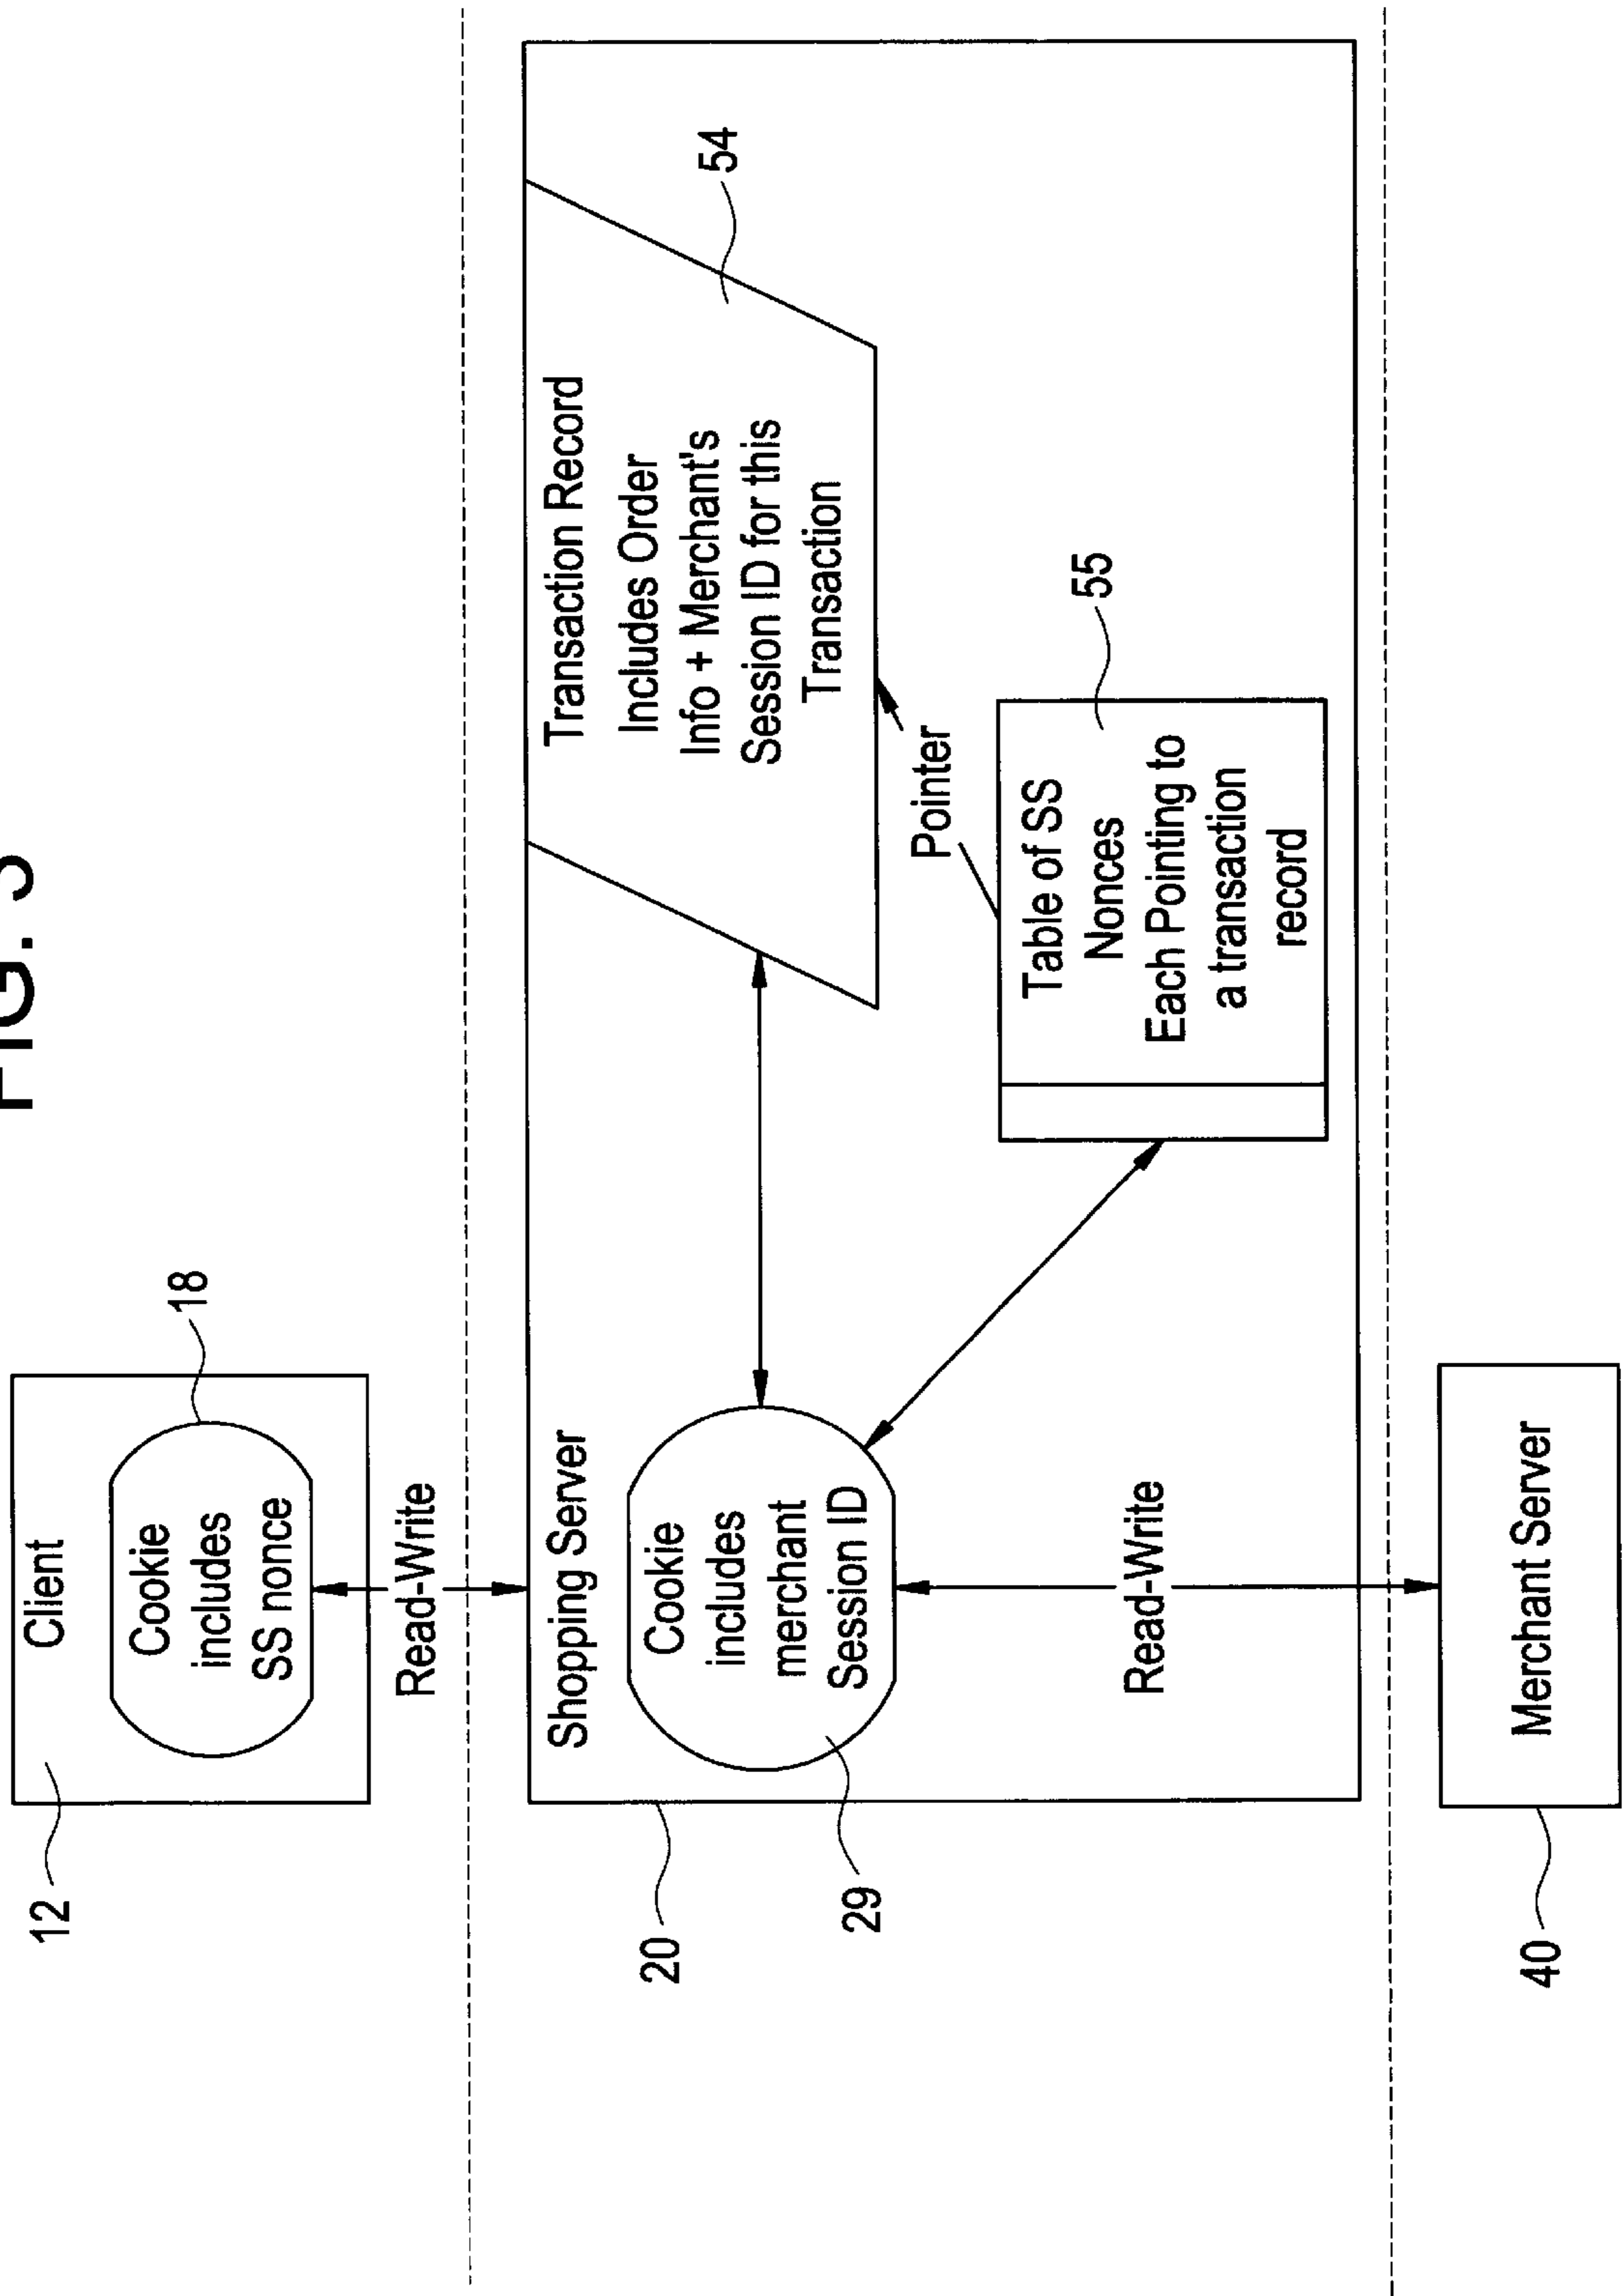 FIG.
12
Client
Cookie
includes
SS nonce
18
Read-Write
20
Shopping Server
Cookie
includes
merchant
Session ID
29
Transaction Record
Includes Order
Info + Merchant's
Session ID for this
Transaction
54
Pointer
Table of SS
Nonces
Each Pointing to
a transaction
record
55
Read-Write
40
Merchant Server